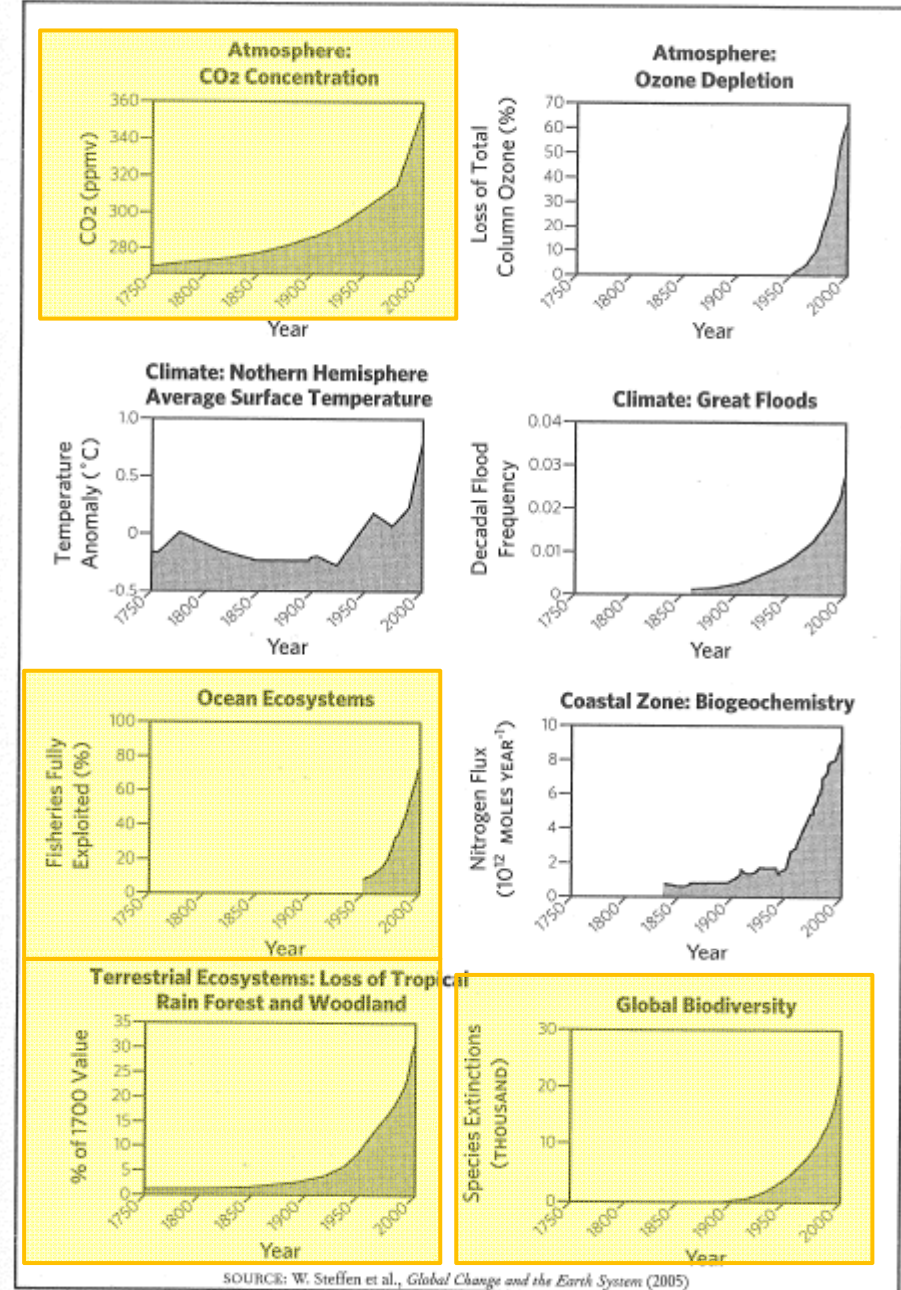 Atmosphere:
CO2 Concentration
CO2 (ppmv)
360
340
320
300
280
1750
1800
1850
1900
1950
2000
Year
Atmosphere:
Ozone Depletion
Loss of Total
Column Ozone (%)
70
60
50
40
30
20
10
0
1750
1800
1850
1900
1950
2000
Year
Climate: Nothern Hemisphere
Average Surface Temperature
Temperature
Anomaly (°C)
1.0
0.5
0
-0.5
1750
1800
1850
1900
1950
2000
Year
Climate: Great Floods
Decadal Flood
Frequency
0.04
0.03
0.01
0.01
0
1750
1800
1850
1900
1950
2000
Year
Ocean Ecosystems
Fisheries Fully
Exploited (%)
100
80
60
40
20
0
1750
1800
1850
1900
1950
2000
Year
Coastal Zone: Biogeochemistry
Nitrogen Flux
(10¹² MOLES YEAR⁻¹)
10
8
6
4
2
0
1750
1800
1850
1900
1950
2000
Year
Terrestrial Ecosystems: Loss of Tropical
Rain Forest and Woodland
% of 1700 Value
35
30
25
20
15
10
5
0
1750
1800
1850
1900
1950
2000
Year
Global Biodiversity
Species Extinctions
(THOUSAND)
30
20
10
0
1750
1800
1850
1900
1950
2000
Year
SOURCE: W. Steffen et al., Global Change and the Earth System (2005)